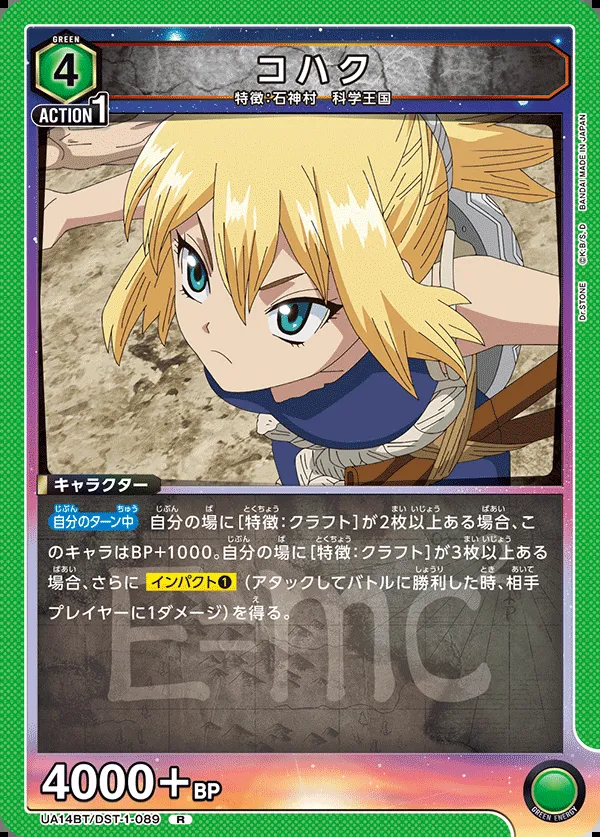 GREEN
4
ACTION 1
コハク
特徴:石神村 科学王国
Dr.STONE ©K,B/S,D BANDAI MADE IN JAPAN
キャラクター
自分のターン中 自分の場に[特徴:クラフト]が2枚以上ある場合、こ
のキャラはBP+1000。自分の場に[特徴:クラフト]が3枚以上ある
場合、さらに インパクト❶ (アタックしてバトルに勝利した時、相手
プレイヤーに1ダメージ)を得る。
E=mc
4000+BP
UA14BT/DST-1-089 R
GREEN ENERGY